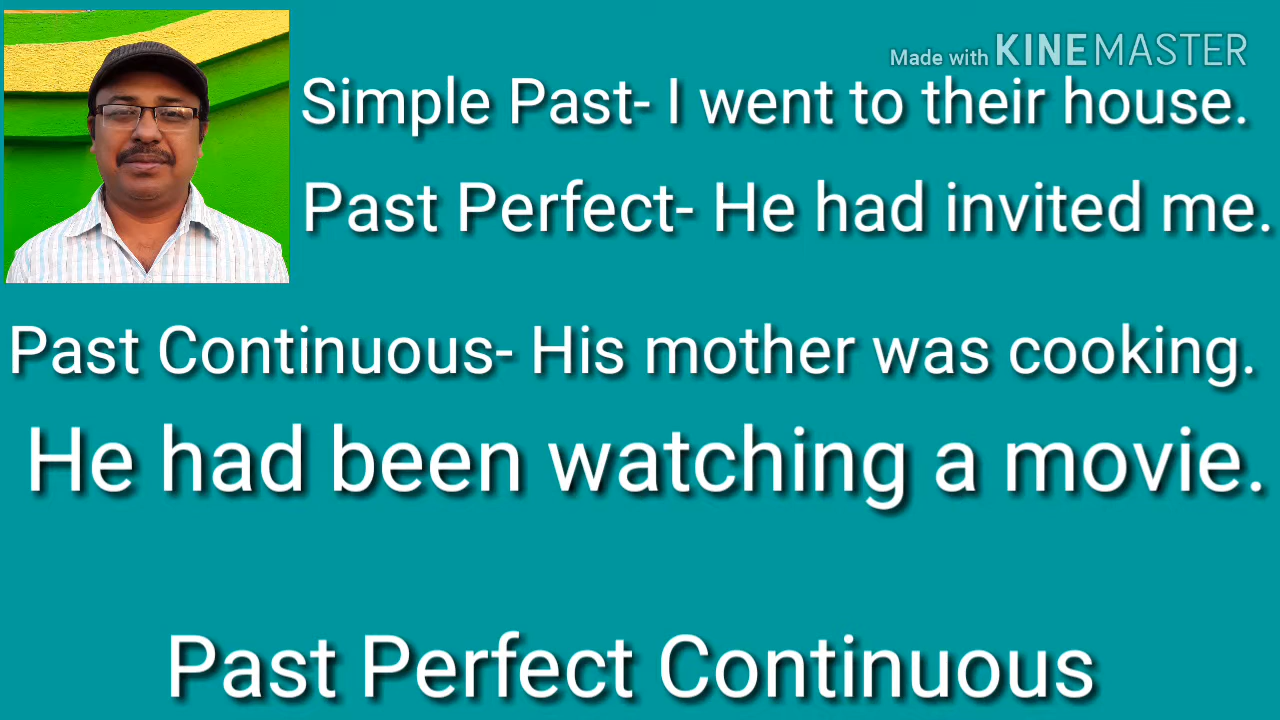 Made with KINEMASTER
Simple Past- I went to their house.
Past Perfect- He had invited me.
Past Continuous- His mother was cooking.
He had been watching a movie.
Past Perfect Continuous